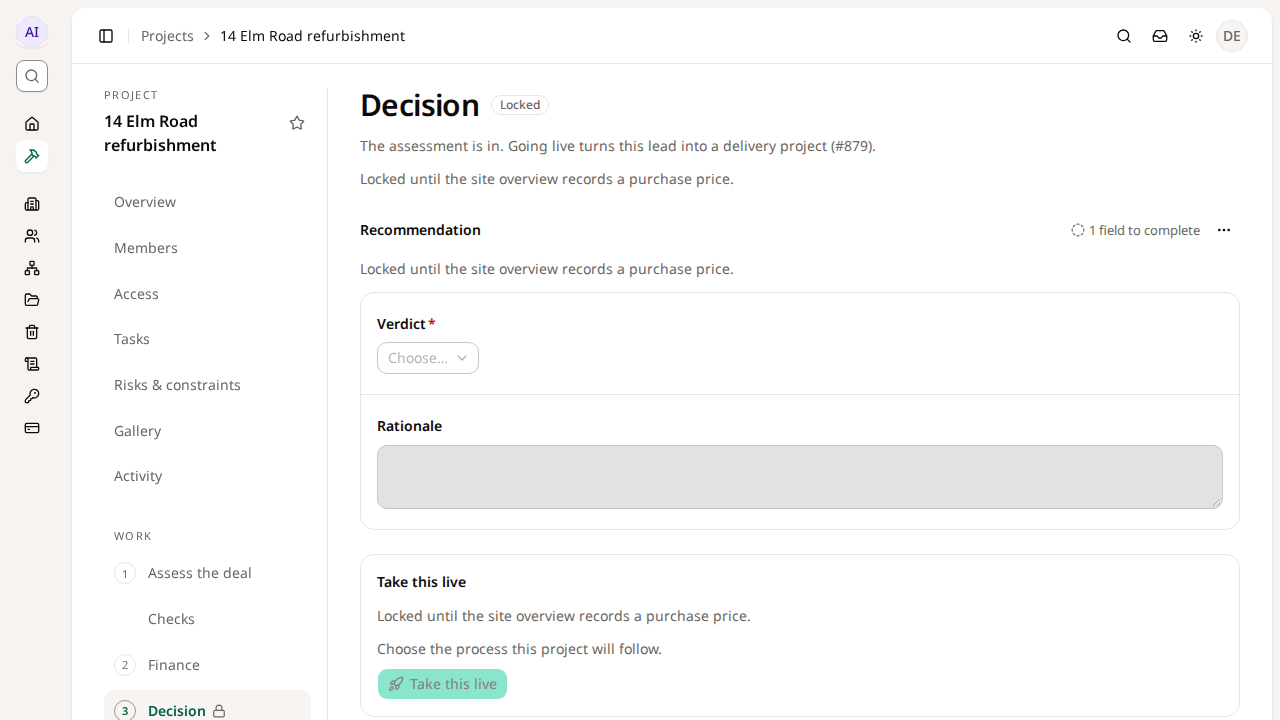 AI
Projects
14 Elm Road refurbishment
DE
PROJECT
14 Elm Road
refurbishment
Overview
Members
Access
Tasks
Risks & constraints
Gallery
Activity
WORK
1 Assess the deal
Checks
2 Finance
3 Decision
Decision Locked
The assessment is in. Going live turns this lead into a delivery project (#879).
Locked until the site overview records a purchase price.
Recommendation
1 field to complete
Locked until the site overview records a purchase price.
Verdict *
Choose...
Rationale
Take this live
Locked until the site overview records a purchase price.
Choose the process this project will follow.
Take this live